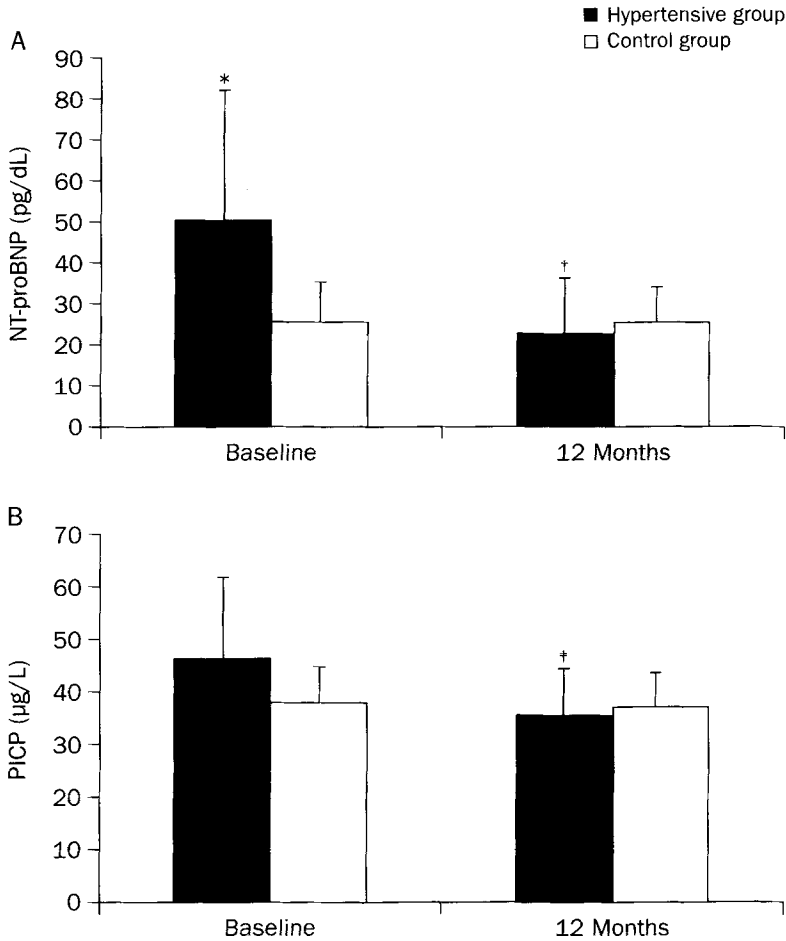 ■ Hypertensive group
□ Control group
A
NT-proBNP (pg/dL)
90
80
70
60
50
40
30
20
10
0
*
†
Baseline 12 Months
B
PICP (µg/L)
70
60
50
40
30
20
10
0
‡
Baseline 12 Months